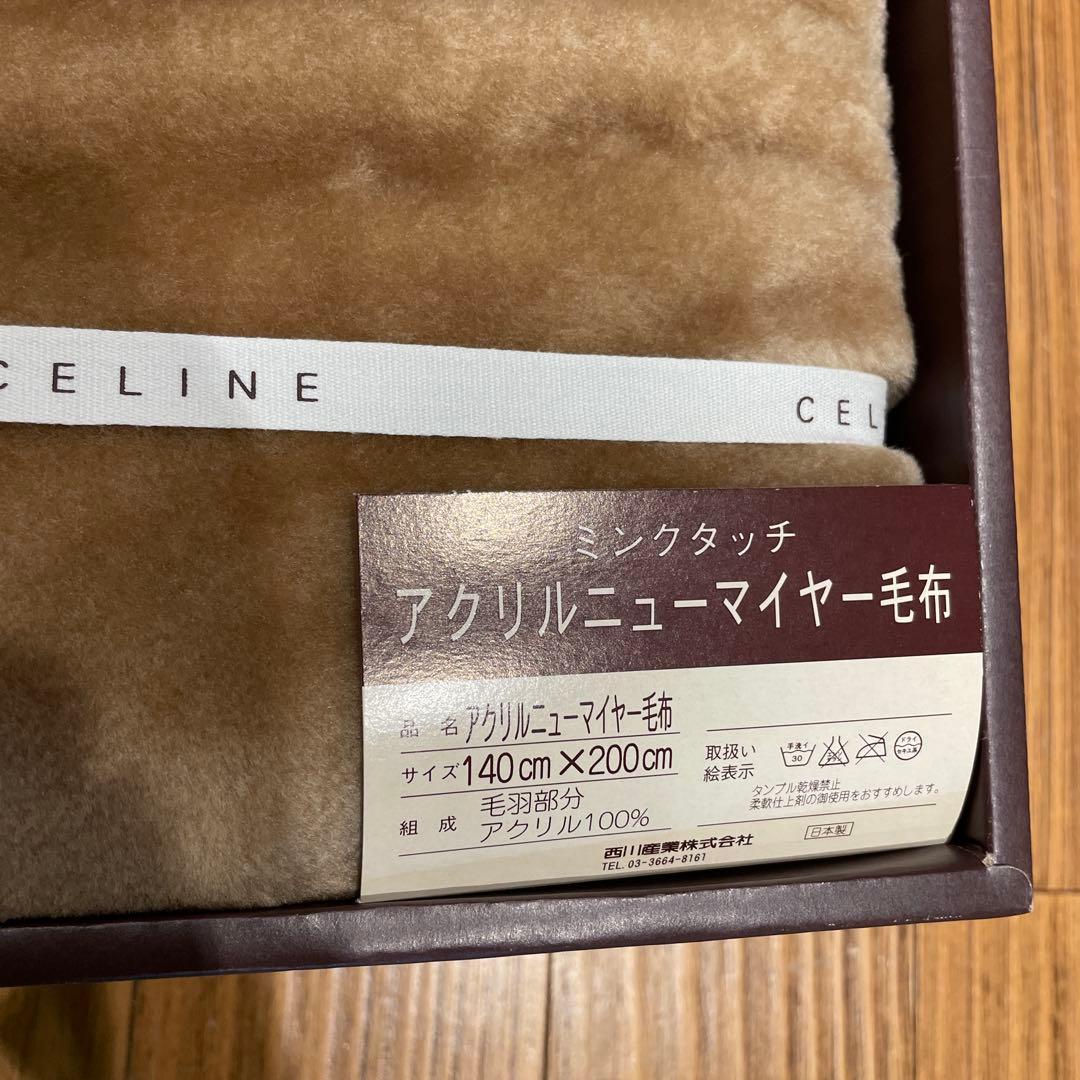 CELINE
CEL
ミンクタッチ
アクリルニューマイヤー毛布
品 名 アクリルニューマイヤー毛布
サイズ 140cm×200cm
組 成 毛羽部分
アクリル100%
取扱い
絵表示
手洗イ
30
ドライ
セキユ系
タンブル乾燥禁止
柔軟仕上剤の御使用をおすすめします。
西川産業株式会社
日本製
TEL.03-3664-8161